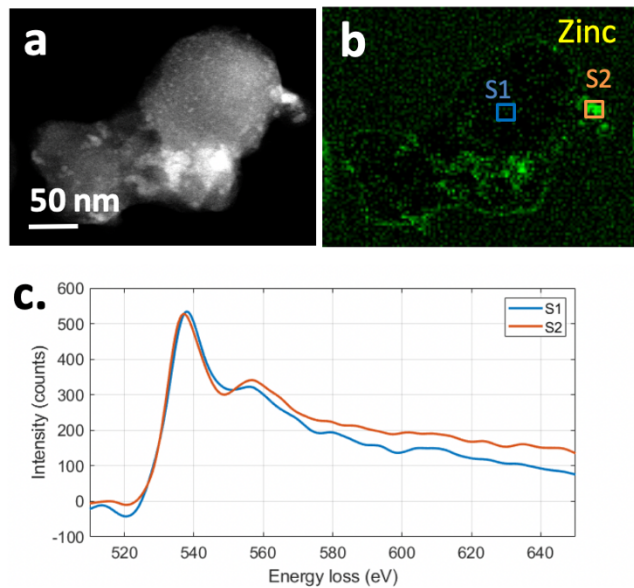 a
50 nm
b
Zinc
S1
S2
c.
600
500
400
300
200
100
0
-100
Intensity (counts)
S1
S2
520 540 560 580 600 620 640
Energy loss (eV)